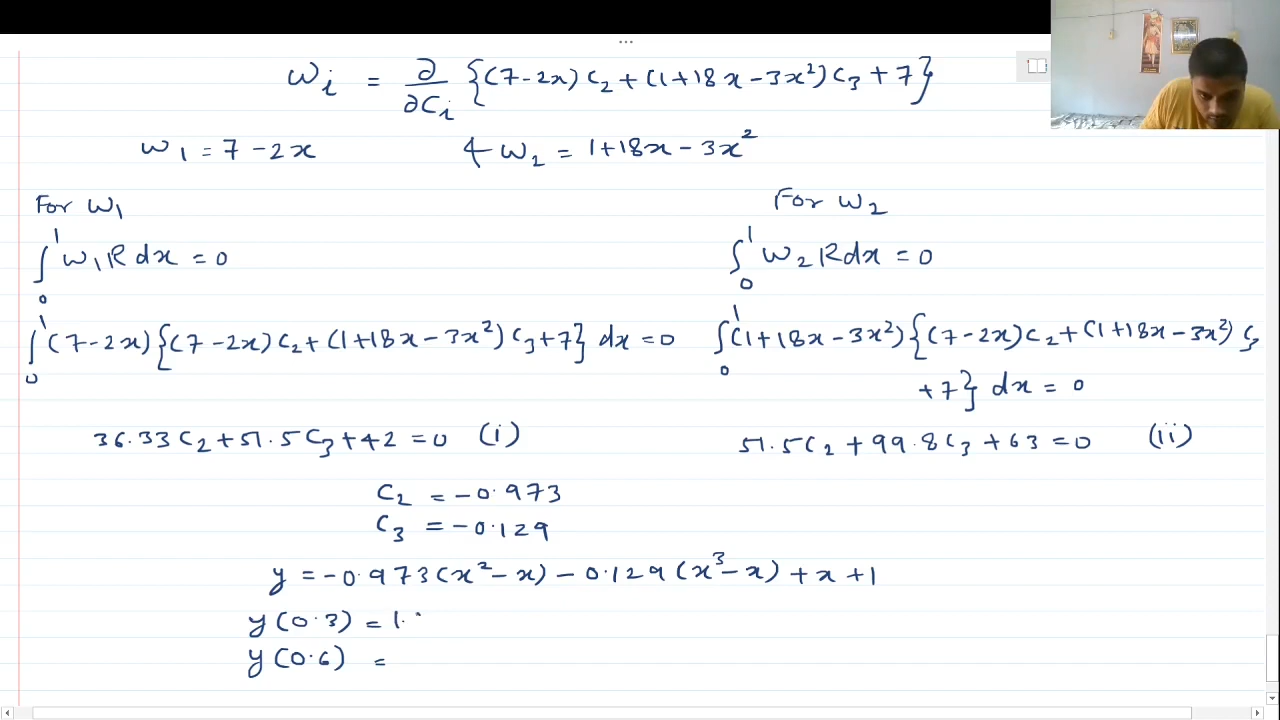 Wi = ∂/∂Ci {(7-2x) C2 + (1+18x-3x²) C3 + 7}
W1 = 7-2x & W2 = 1+18x-3x²
For W1
∫₀¹ W1 R dx = 0
∫₀¹ (7-2x) {(7-2x) C2 + (1+18x-3x²) C3 + 7} dx = 0
36.33 C2 + 51.5 C3 + 42 = 0 (i)
For W2
∫₀¹ W2 R dx = 0
∫₀¹ (1+18x-3x²) {(7-2x) C2 + (1+18x-3x²) C3
+ 7} dx = 0
51.5 C2 + 99.8 C3 + 63 = 0 (ii)
C2 = -0.973
C3 = -0.129
y = -0.973 (x²-x) - 0.129 (x³-x) + x + 1
y(0.3) = 1.
y(0.6) =